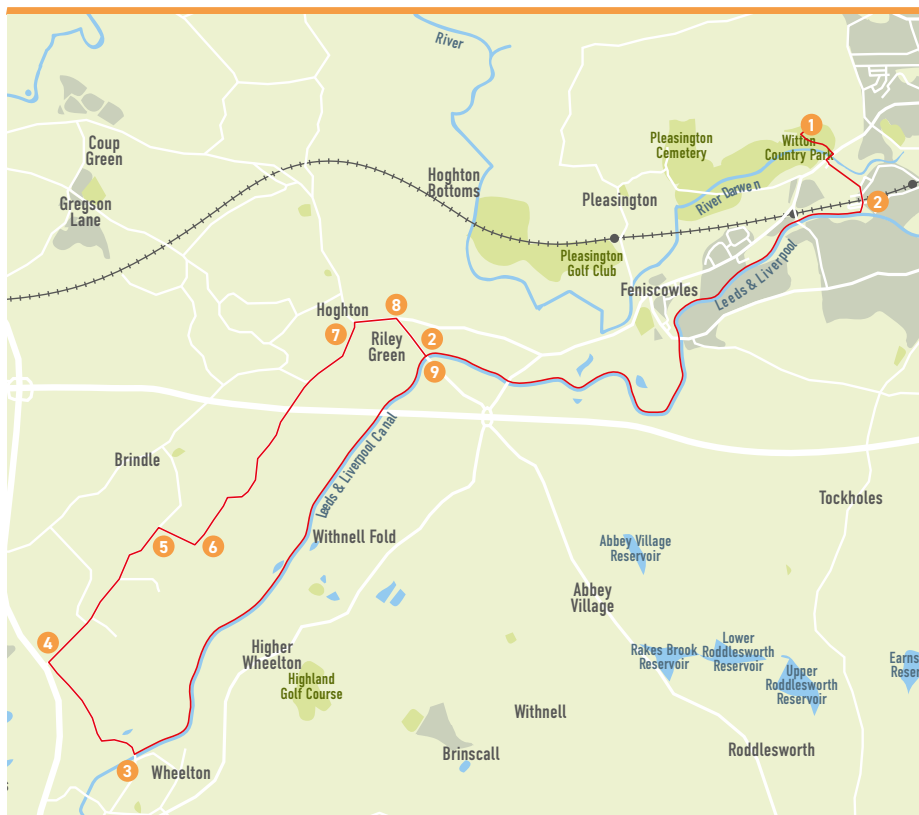 River
1
Coup
Green
Pleasington
Cemetery
Witton
Country Park
Hoghton
Bottoms
River Darwen
Gregson
Lane
Pleasington
2
Pleasington
Golf Club
Leeds & Liverpool
Feniscowles
Hoghton
8
7
Riley
Green
2
9
Leeds & Liverpool Canal
Brindle
Tockholes
5
6
Withnell Fold
Abbey Village
Reservoir
Abbey
Village
4
Higher
Wheelton
Rakes Brook
Reservoir
Lower
Roddlesworth
Reservoir
Upper
Roddlesworth
Reservoir
Earns
Reser
Highland
Golf Course
Withnell
Brinscall
Roddlesworth
3
Wheelton
s